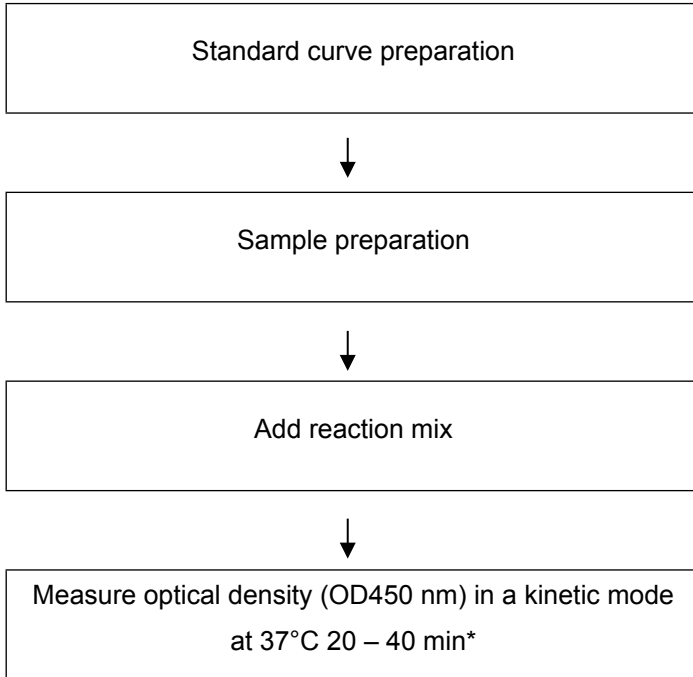 Standard curve preparation
Sample preparation
Add reaction mix
Measure optical density (OD450 nm) in a kinetic mode
at 37°C 20 – 40 min*